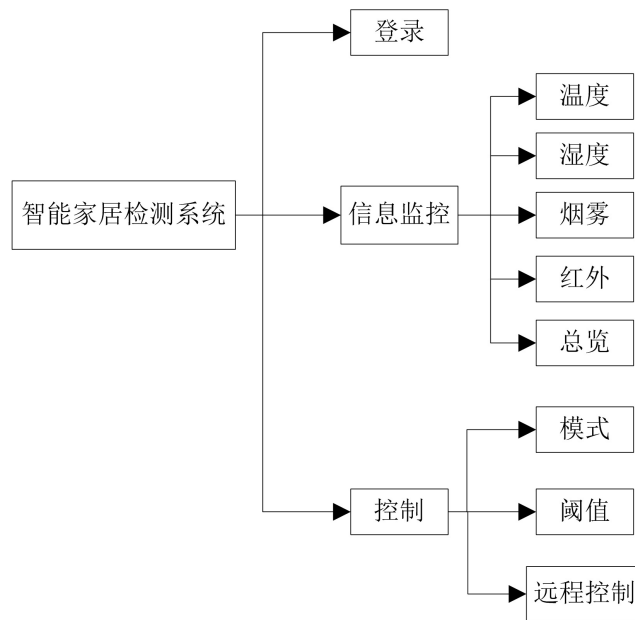 智能家居检测系统
登录
信息监控
温度
湿度
烟雾
红外
总览
控制
模式
阈值
远程控制